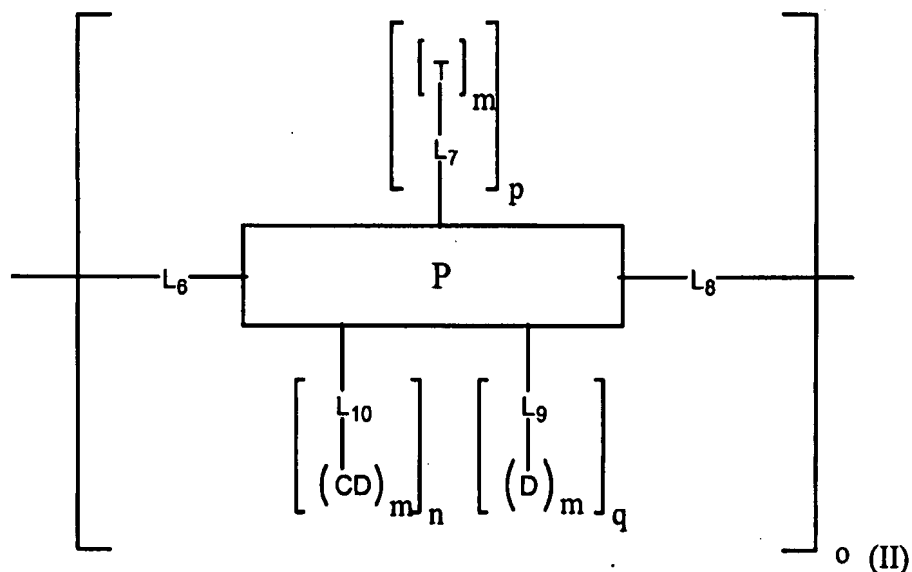 [ [ T ] m
L7 ] p
L6 P L8
[ L10 [ L9
(CD) m ] n (D) m ] q
o (II)